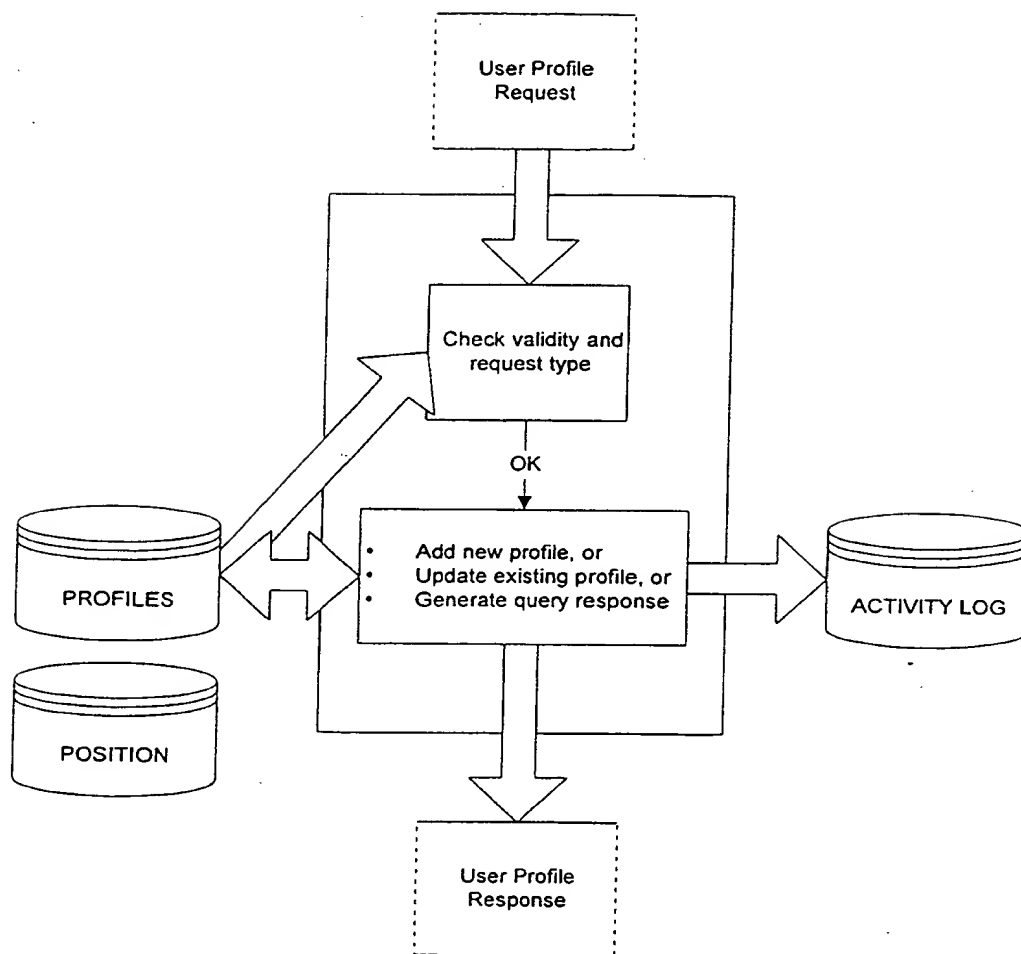 User Profile
Request
Check validity and
request type
OK
• Add new profile, or
• Update existing profile, or
• Generate query response
PROFILES
ACTIVITY LOG
POSITION
User Profile
Response